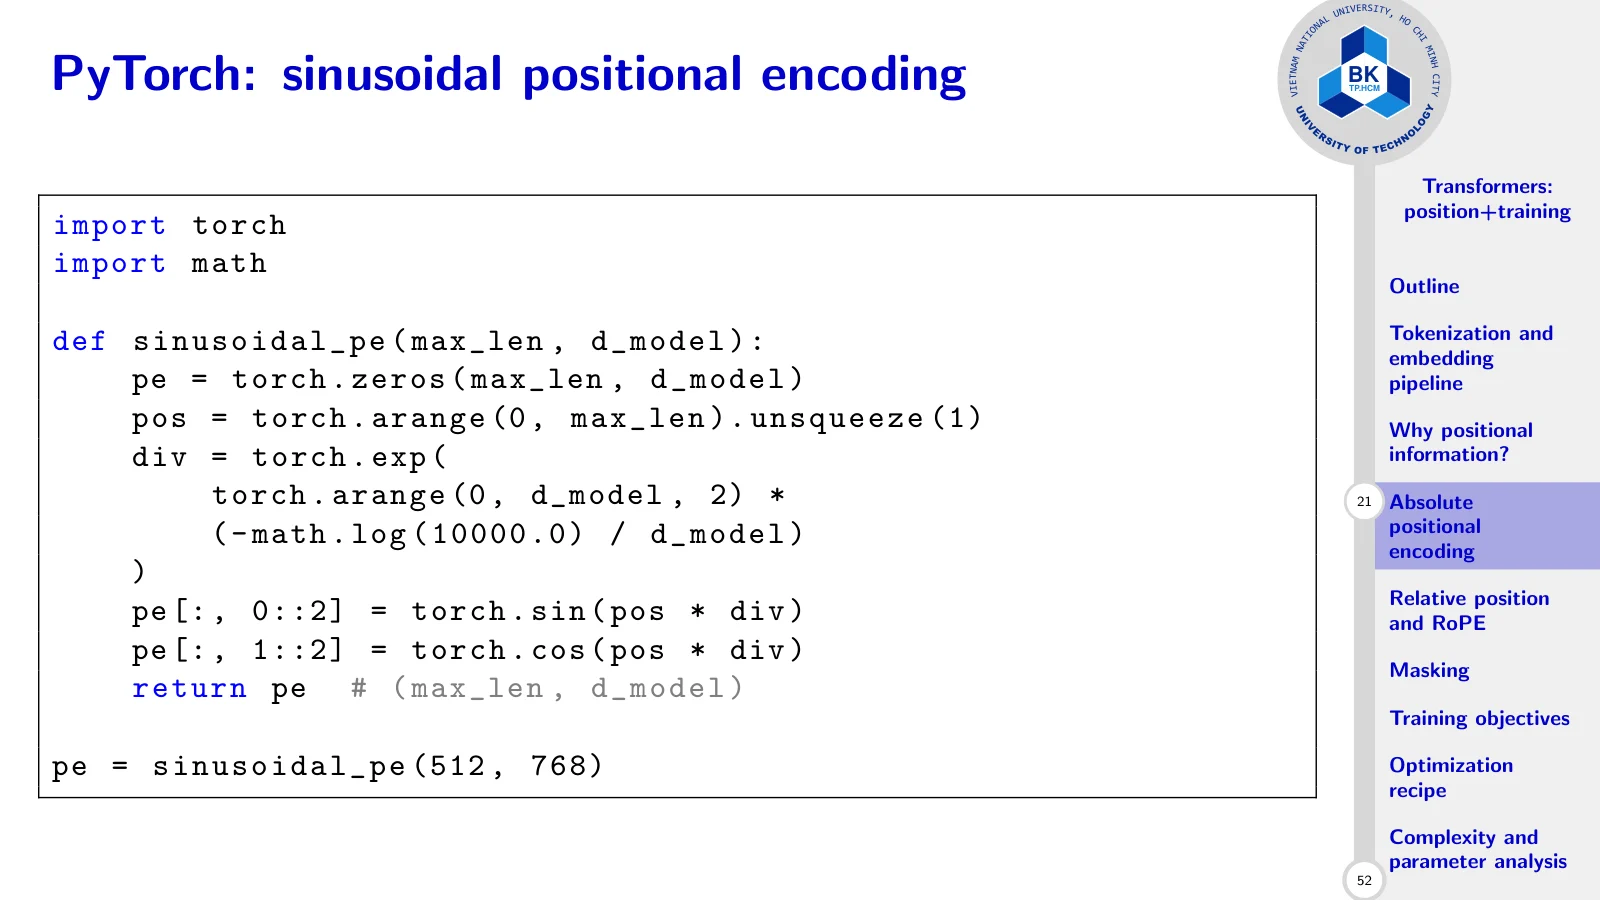 PyTorch: sinusoidal positional encoding
import torch
import math
def sinusoidal_pe(max_len, d_model):
    pe = torch.zeros(max_len, d_model)
    pos = torch.arange(0, max_len).unsqueeze(1)
    div = torch.exp(
        torch.arange(0, d_model, 2) *
        (-math.log(10000.0) / d_model)
    )
    pe[:, 0::2] = torch.sin(pos * div)
    pe[:, 1::2] = torch.cos(pos * div)
    return pe  # (max_len, d_model)
pe = sinusoidal_pe(512, 768)
VIETNAM NATIONAL UNIVERSITY, HO CHI MINH CITY
BK
TP.HCM
UNIVERSITY OF TECHNOLOGY
Transformers:
position+training
Outline
Tokenization and
embedding
pipeline
Why positional
information?
21
Absolute
positional
encoding
Relative position
and RoPE
Masking
Training objectives
Optimization
recipe
Complexity and
parameter analysis
52